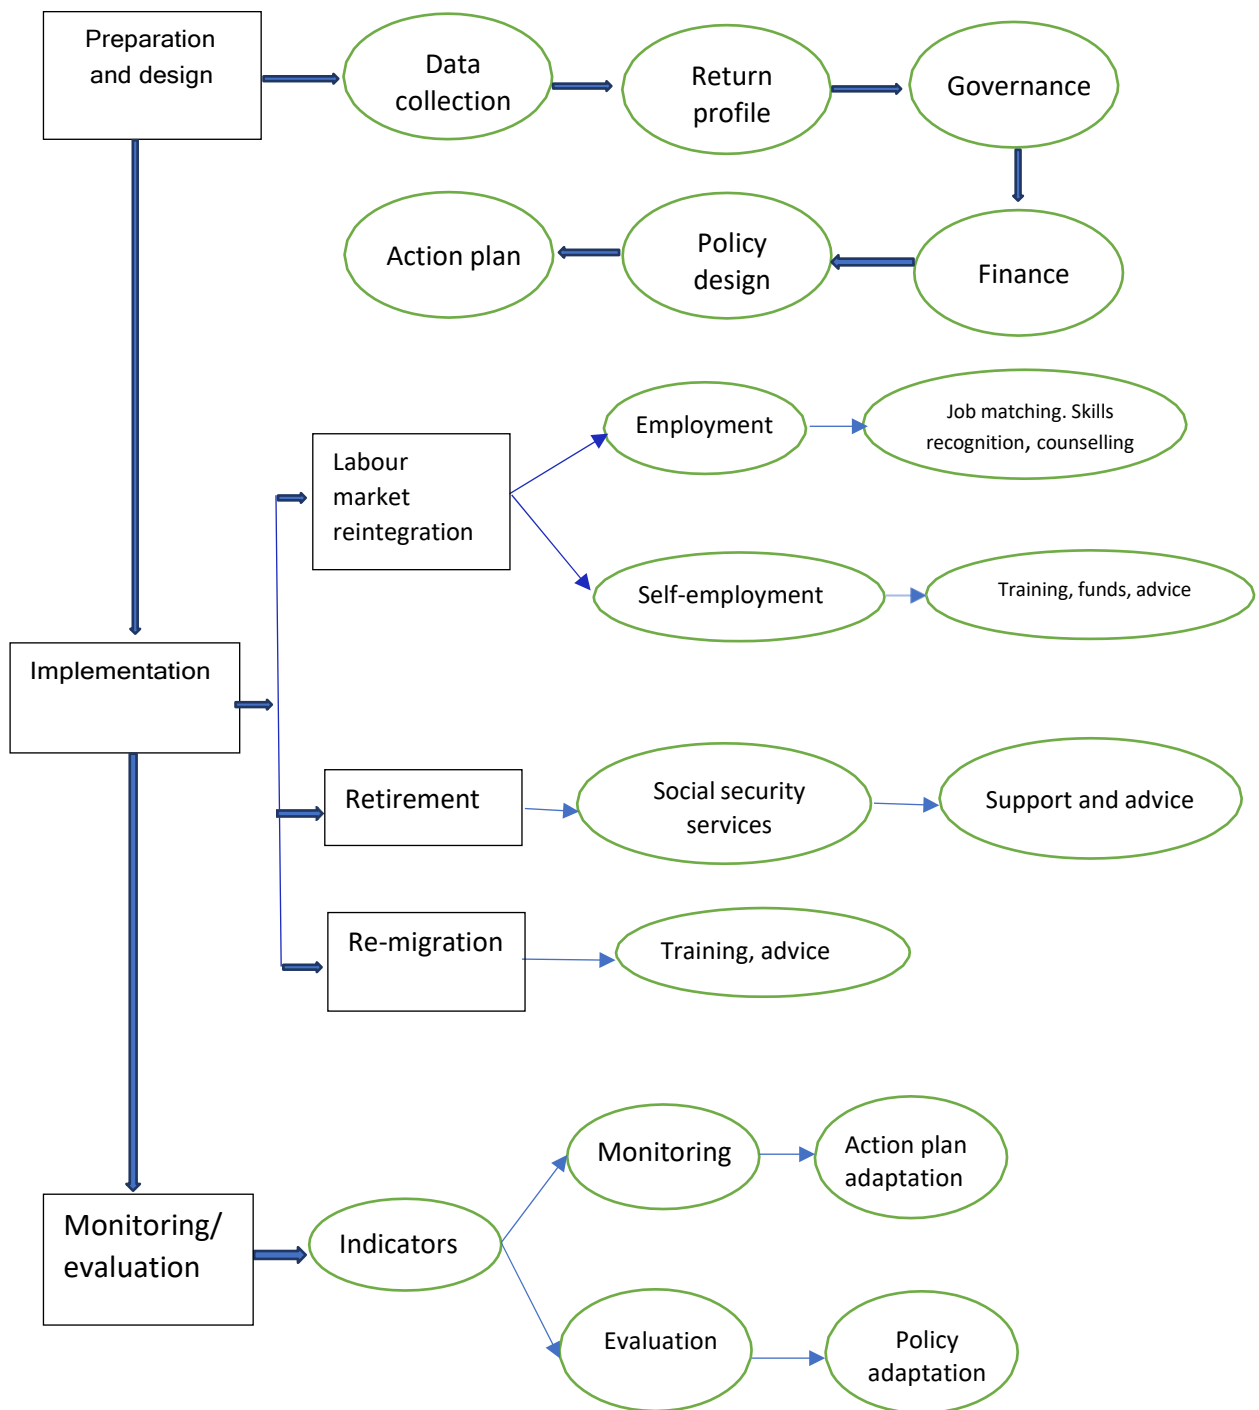 Preparation
and design
Data
collection
Return
profile
Governance
Action plan
Policy
design
Finance
Labour
market
reintegration
Employment
Job matching. Skills
recognition, counselling
Self-employment
Training, funds, advice
Implementation
Retirement
Social security
services
Support and advice
Re-migration
Training, advice
Monitoring/
evaluation
Indicators
Monitoring
Action plan
adaptation
Evaluation
Policy
adaptation